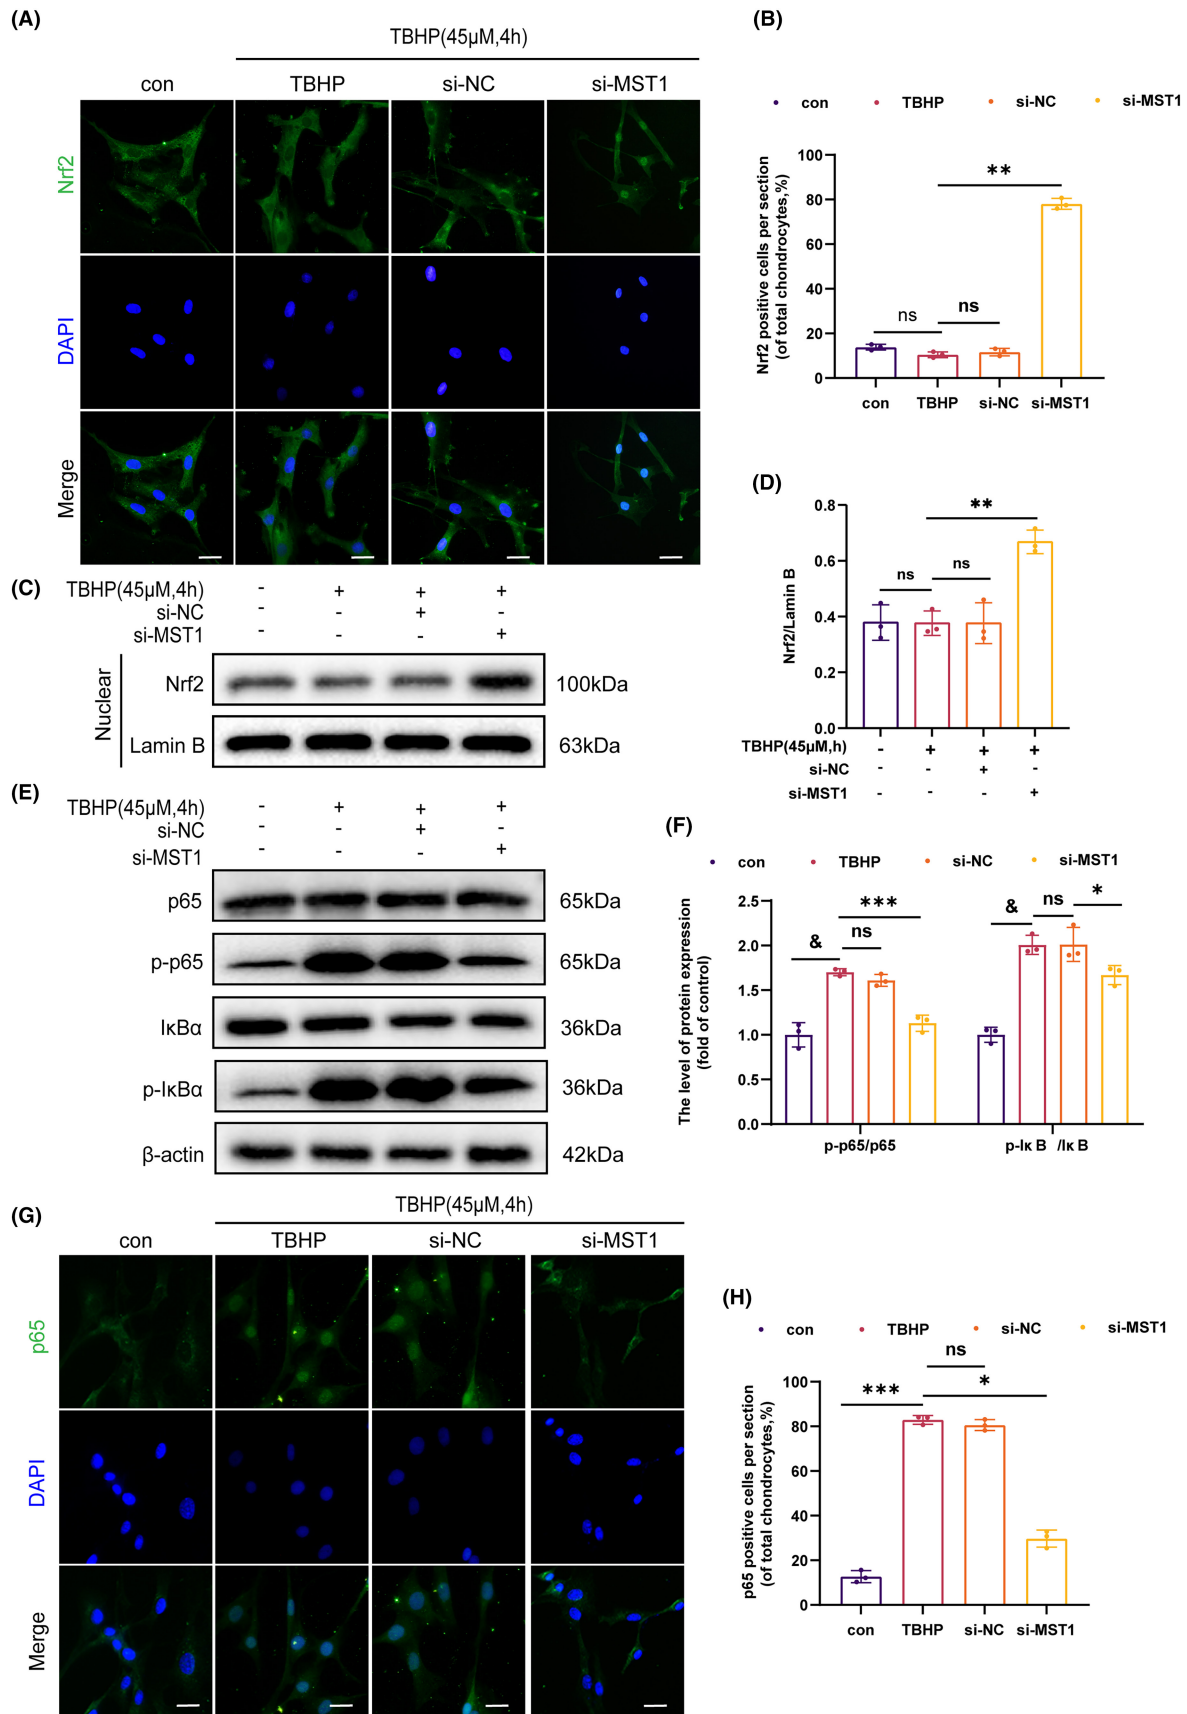 (A)
TBHP(45μM,4h)
con TBHP si-NC si-MST1
Nrf2
DAPI
Merge
(B)
con TBHP si-NC si-MST1
Nrf2 positive cells per section
(of total chondrocytes,%)
100
80
60
40
20
0
ns
ns
**
con TBHP si-NC si-MST1
(C)
TBHP(45μM,4h) - + + +
si-NC - - + -
si-MST1 - - - +
Nuclear
Nrf2 100kDa
Lamin B 63kDa
(D)
Nrf2/Lamin B
0.8
0.6
0.4
0.2
0.0
ns
ns
**
TBHP(45μM,h) - + + +
si-NC - - + -
si-MST1 - - - +
(E)
TBHP(45μM,4h) - + + +
si-NC - - + -
si-MST1 - - - +
p65 65kDa
p-p65 65kDa
IκBα 36kDa
p-IκBα 36kDa
β-actin 42kDa
(F)
con TBHP si-NC si-MST1
The level of protein expression
(fold of control)
2.5
2.0
1.5
1.0
0.5
0.0
&
ns
***
&
ns
*
p-p65/p65 p-Iκ B /Iκ B
(G)
TBHP(45μM,4h)
con TBHP si-NC si-MST1
p65
DAPI
Merge
(H)
con TBHP si-NC si-MST1
p65 positive cells per section
(of total chondrocytes,%)
100
80
60
40
20
0
***
ns
*
con TBHP si-NC si-MST1